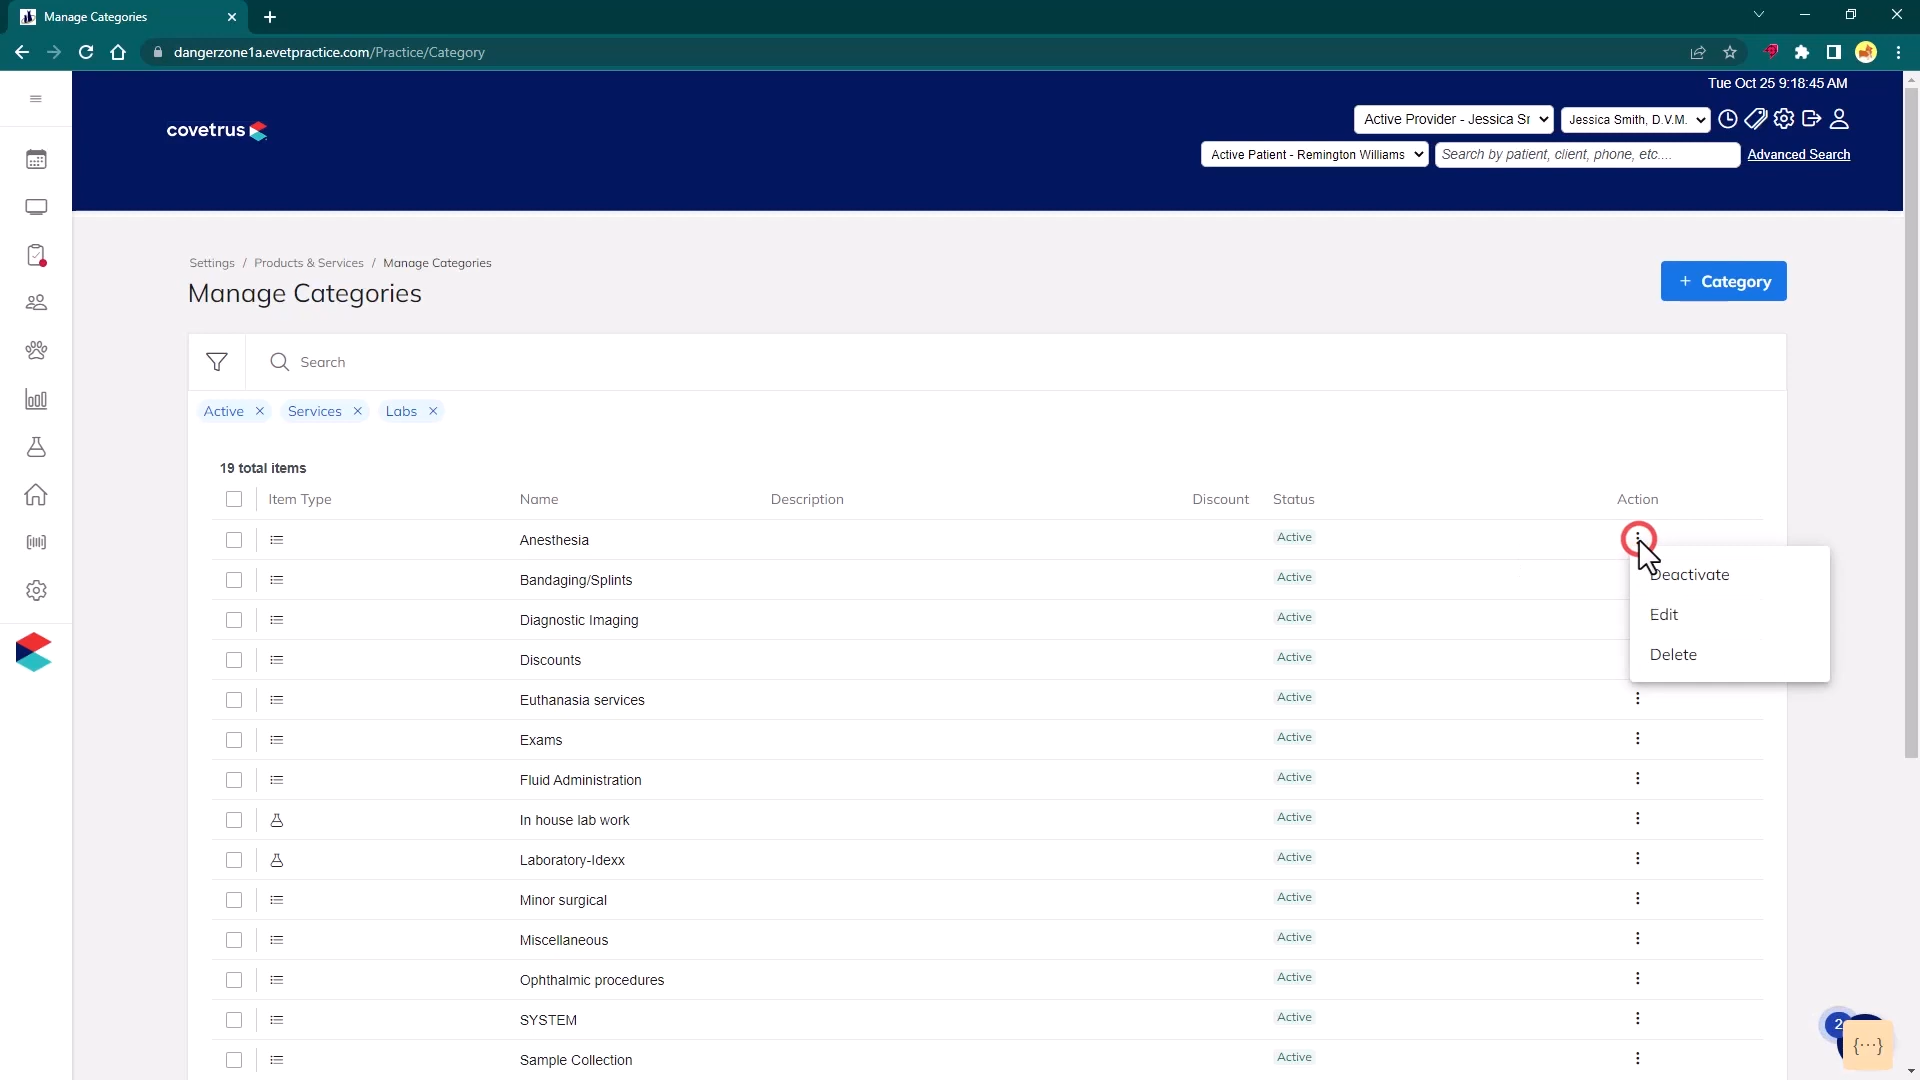 Manage Categories
dangerzone1a.evetpractice.com/Practice/Category
Tue Oct 25 9:18:45 AM
covetrus
Active Provider - Jessica Sr
Jessica Smith, D.V.M.
Active Patient - Remington Williams
Search by patient, client, phone, etc....
Advanced Search
Settings / Products & Services / Manage Categories
Manage Categories
+ Category
Search
Active
Services
Labs
19 total items
Item Type Name Description Discount Status Action
Anesthesia Active
Deactivate
Bandaging/Splints Active
Edit
Diagnostic Imaging Active
Delete
Discounts Active
Euthanasia services Active
Exams Active
Fluid Administration Active
In house lab work Active
Laboratory-Idexx Active
Minor surgical Active
Miscellaneous Active
Ophthalmic procedures Active
SYSTEM Active
2
{···}
Sample Collection Active